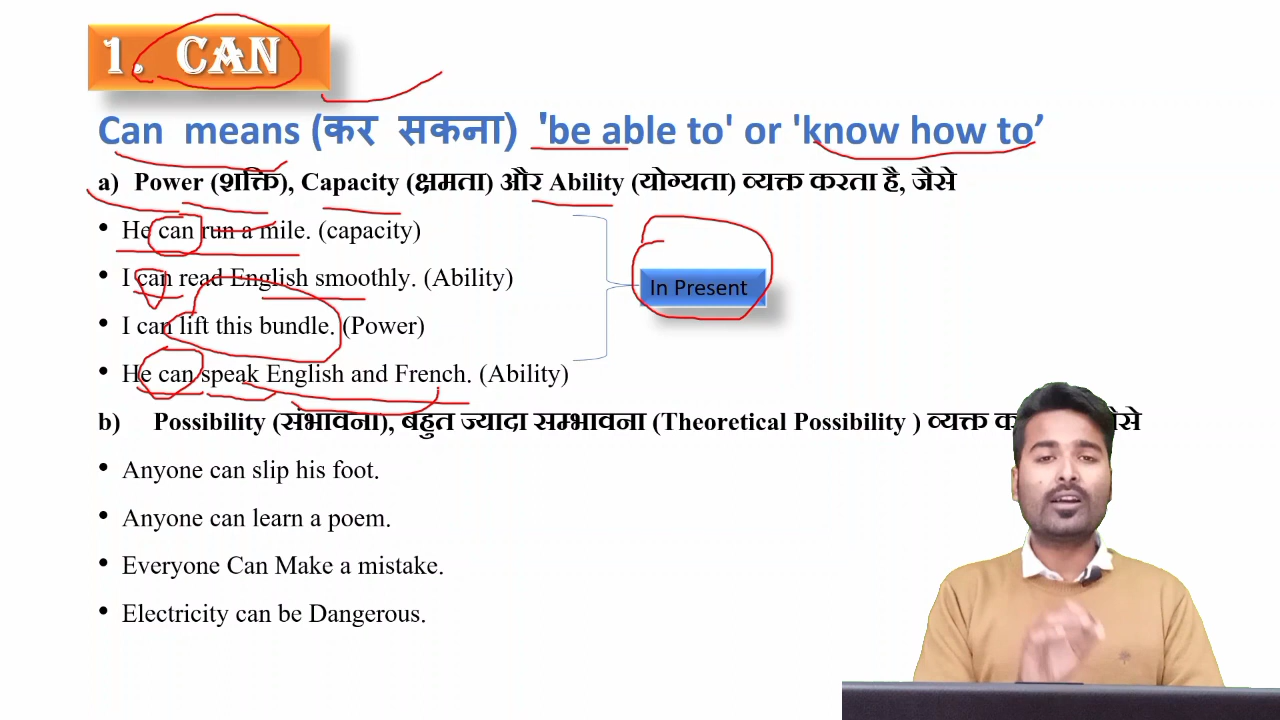 1. CAN
Can means (कर सकना) 'be able to' or 'know how to’
a) Power (शक्ति), Capacity (क्षमता) और Ability (योग्यता) व्यक्त करता है, जैसे
• He can run a mile. (capacity)
• I can read English smoothly. (Ability)
• I can lift this bundle. (Power)
• He can speak English and French. (Ability)
In Present
b) Possibility (संभावना), बहुत ज्यादा सम्भावना (Theoretical Possibility ) व्यक्त
• Anyone can slip his foot.
• Anyone can learn a poem.
• Everyone Can Make a mistake.
• Electricity can be Dangerous.